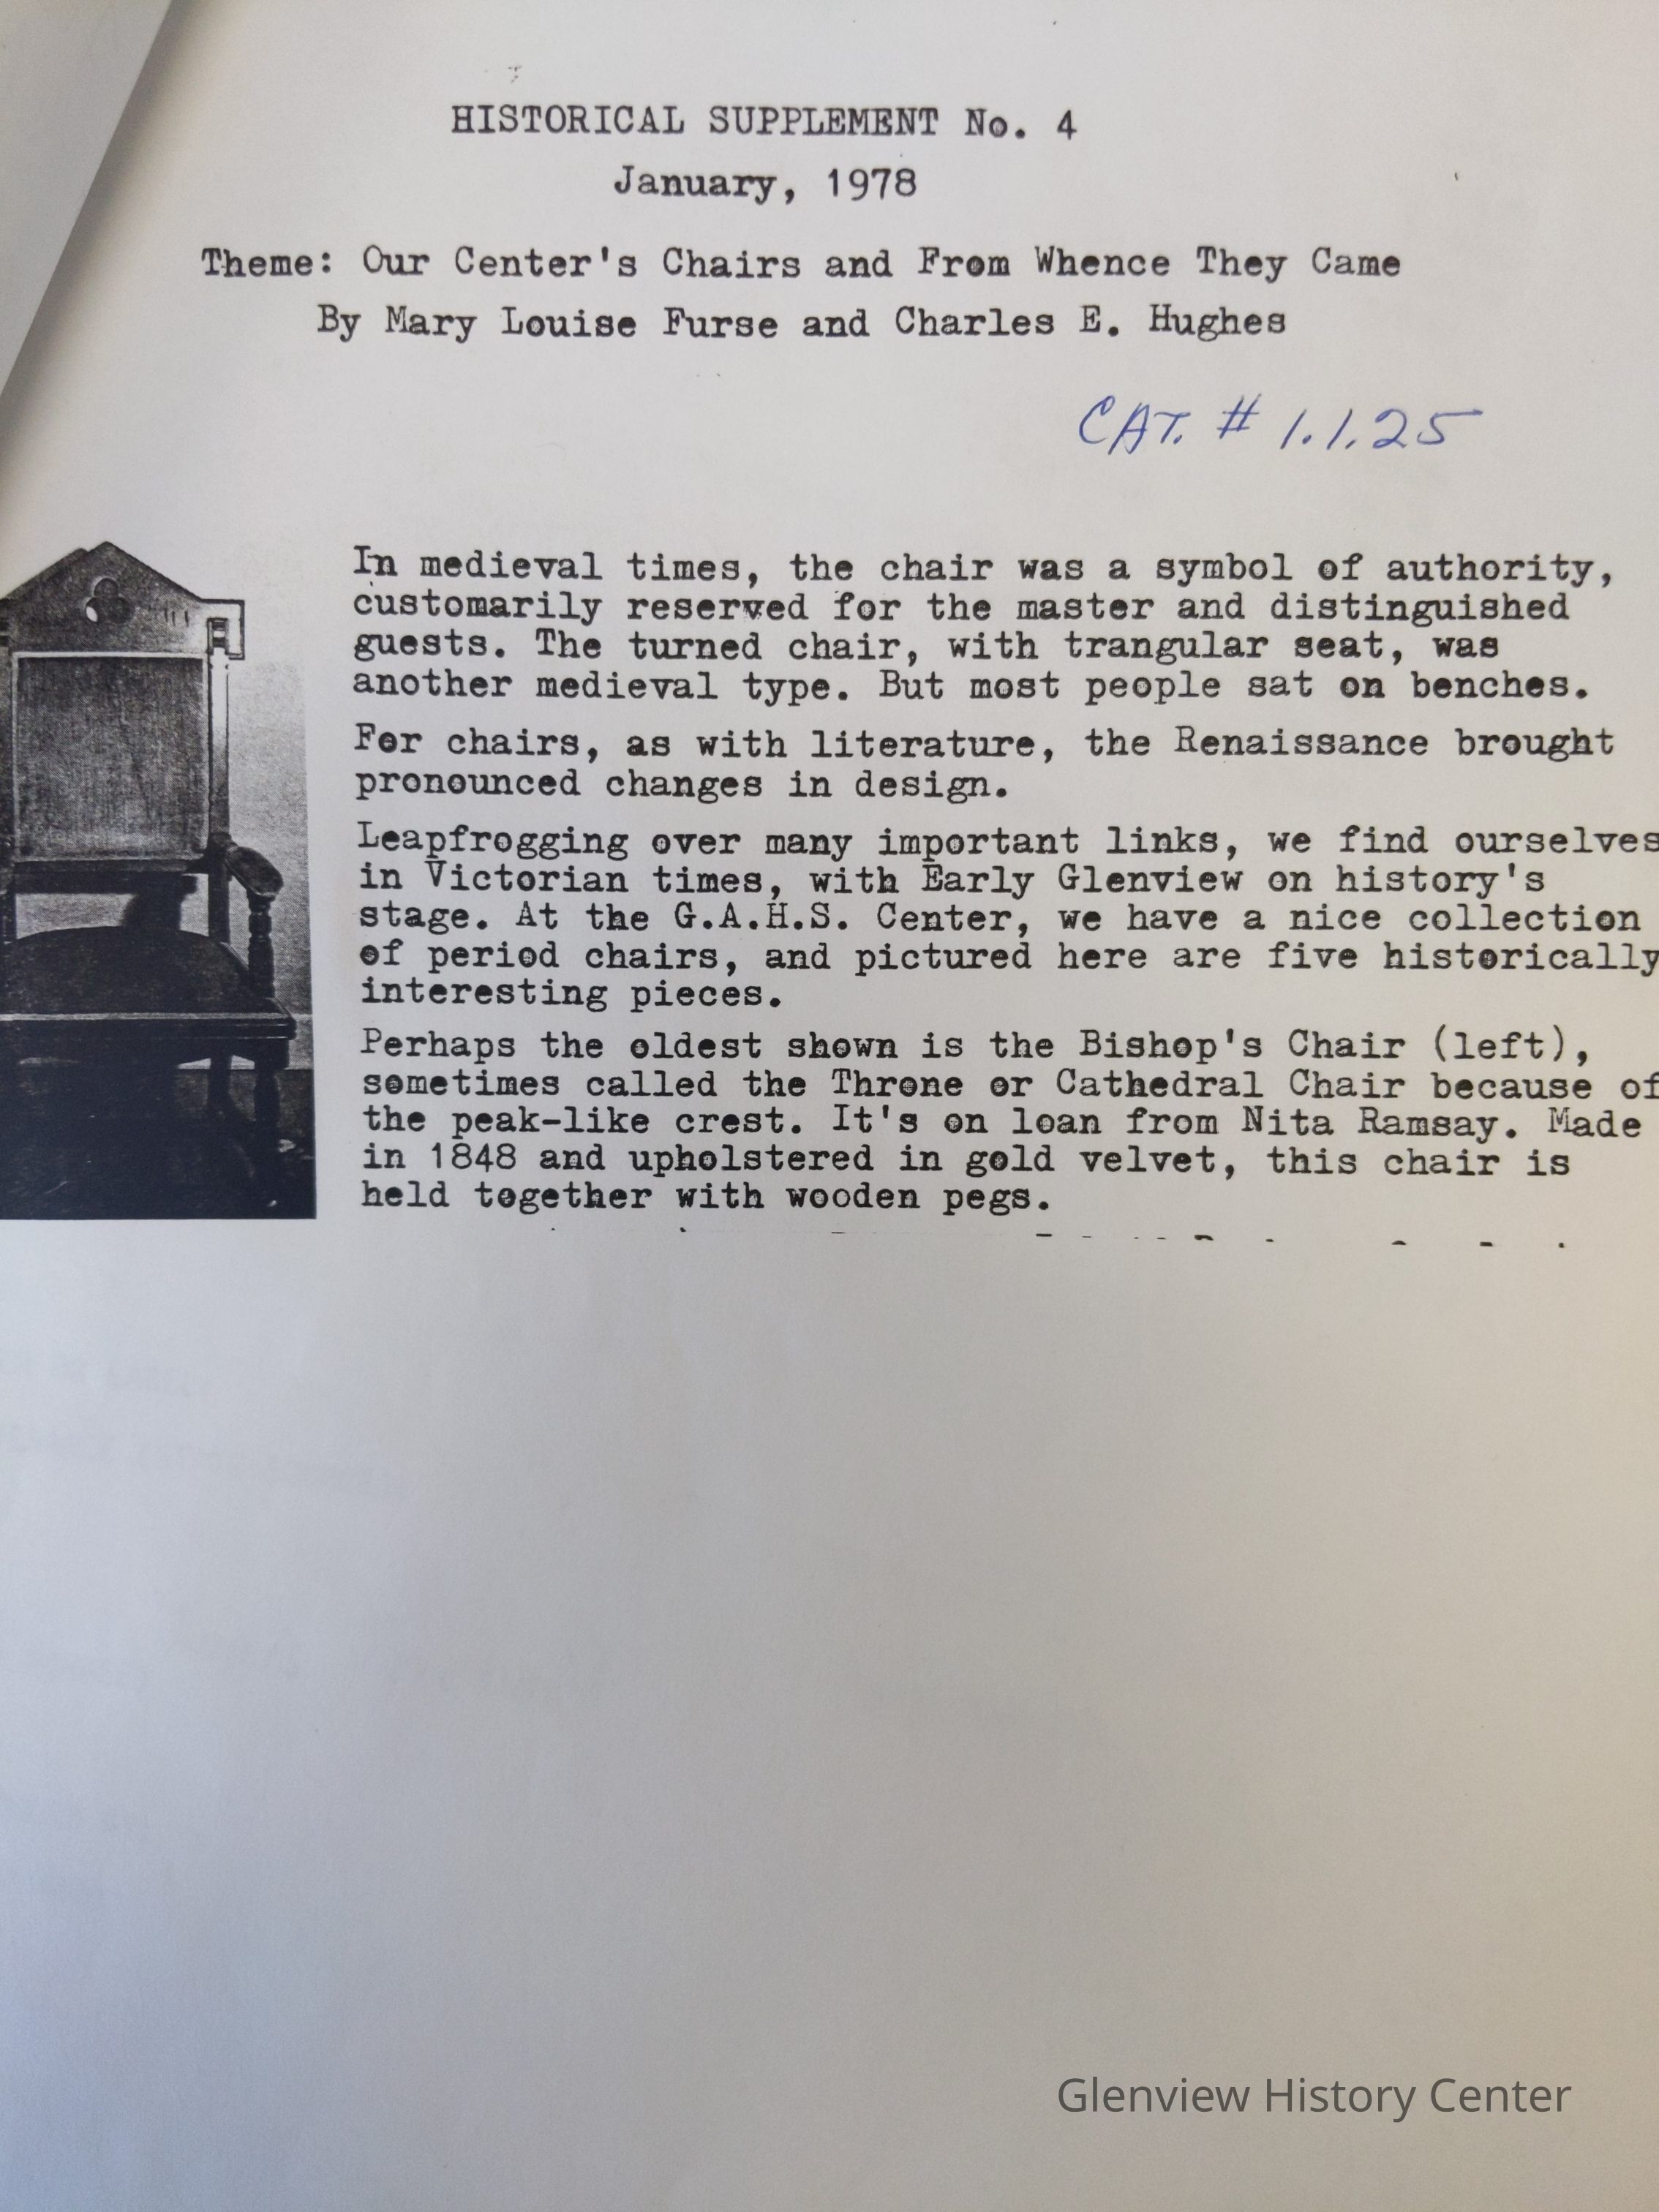 HISTORICAL SUPPLEMENT No. 4
January, 1978
Theme: Our Center's Chairs and From Whence They Came
By Mary Louise Furse and Charles E. Hughes
CAT. # 1.1.25
In medieval times, the chair was a symbol of authority,
customarily reserved for the master and distinguished
guests. The turned chair, with trangular seat, was
another medieval type. But most people sat on benches.
For chairs, as with literature, the Renaissance brought
pronounced changes in design.
Leapfrogging over many important links, we find ourselves
in Victorian times, with Early Glenview on history's
stage. At the G.A.H.S. Center, we have a nice collection
of period chairs, and pictured here are five historically
interesting pieces.
Perhaps the oldest shown is the Bishop's Chair (left),
sometimes called the Throne or Cathedral Chair because of
the peak-like crest. It's on loan from Nita Ramsay. Made
in 1848 and upholstered in gold velvet, this chair is
held together with wooden pegs.
Glenview History Center